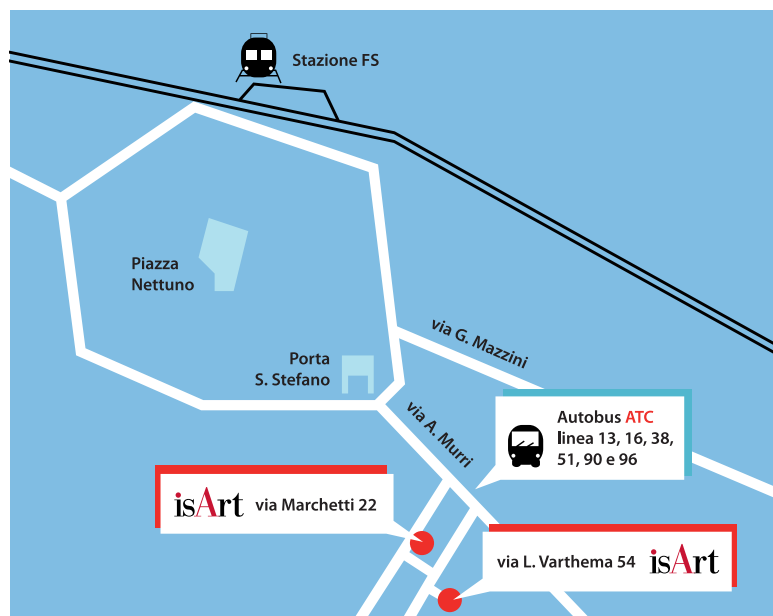 Stazione FS
Piazza
Nettuno
via G. Mazzini
Porta
S. Stefano
via A. Murri
Autobus ATC
linea 13, 16, 38,
51, 90 e 96
isArt via Marchetti 22
via L. Varthema 54 isArt